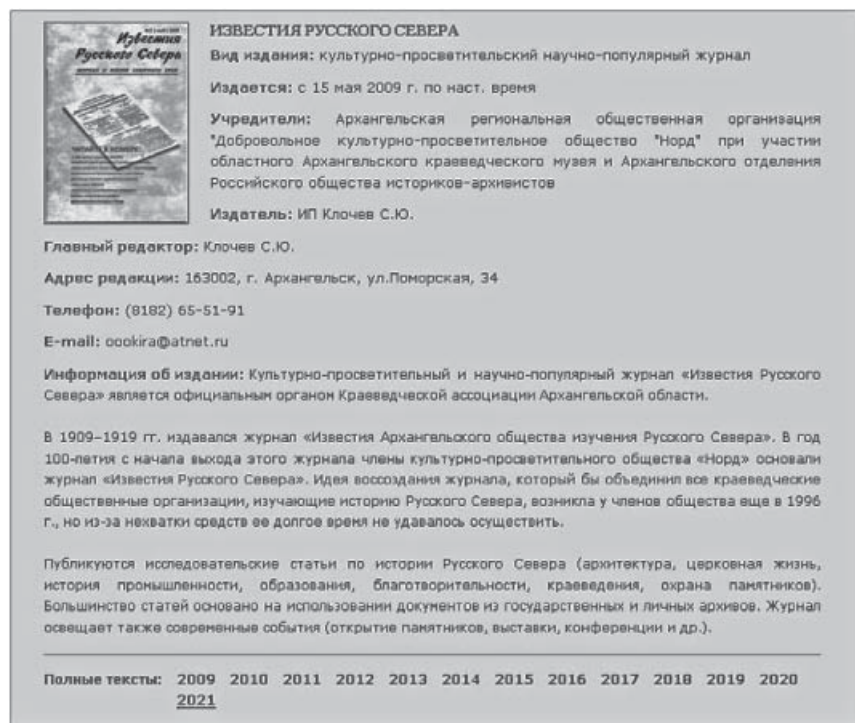 Известия
Русского Севера
ИЗВЕСТИЯ РУССКОГО СЕВЕРА
Вид издания: культурно-просветительский научно-популярный журнал
Издается: с 15 мая 2009 г. по наст. время
Учредители: Архангельская региональная общественная организация
"Добровольное культурно-просветительное общество "Норд" при участии
областного Архангельского краеведческого музея и Архангельского отделения
Российского общества историков-архивистов
Издатель: ИП Клочев С.Ю.
Главный редактор: Клочев С.Ю.
Адрес редакции: 163002, г. Архангельск, ул.Поморская, 34
Телефон: (8182) 65-51-91
E-mail: oookira@atnet.ru
Информация об издании: Культурно-просветительный и научно-популярный журнал «Известия Русского
Севера» является официальным органом Краеведческой ассоциации Архангельской области.
В 1909–1919 гг. издавался журнал «Известия Архангельского общества изучения Русского Севера». В год
100-летия с начала выхода этого журнала члены культурно-просветительного общества «Норд» основали
журнал «Известия Русского Севера». Идея воссоздания журнала, который бы объединил все краеведческие
общественные организации, изучающие историю Русского Севера, возникла у членов общества еще в 1996
г., но из-за нехватки средств ее долгое время не удавалось осуществить.
Публикуются исследовательские статьи по истории Русского Севера (архитектура, церковная жизнь,
история промышленности, образования, благотворительности, краеведения, охрана памятников).
Большинство статей основано на использовании документов из государственных и личных архивов. Журнал
освещает также современные события (открытие памятников, выставки, конференции и др.).
Полные тексты: 2009 2010 2011 2012 2013 2014 2015 2016 2017 2018 2019 2020
2021